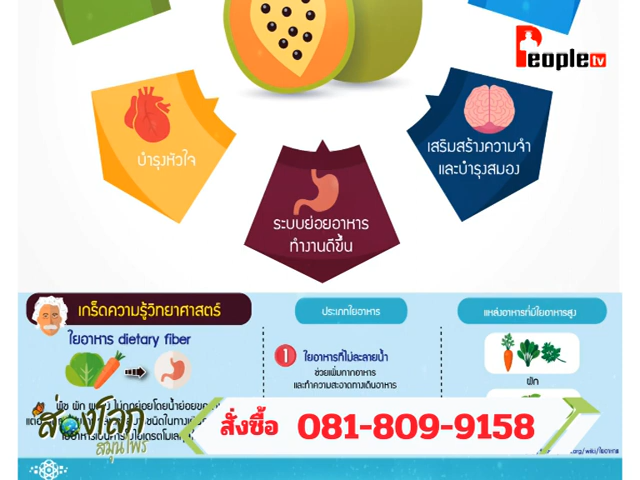 People tv
บำรุงหัวใจ
เสริมสร้างความจำ
และบำรุงสมอง
ระบบย่อยอาหาร
ทำงานดีขึ้น
เกร็ดความรู้วิทยาศาสตร์
ประเภทใยอาหาร
แหล่งอาหารที่มีใยอาหารสูง
ใยอาหาร dietary fiber
1 ใยอาหารที่ไม่ละลายน้ำ
ช่วยเพิ่มกากอาหาร
และทำความสะอาดทางเดินอาหาร
ผัก
พืช ผัก
ส่องโลก
สมุนไพร
สั่งซื้อ 081-809-9158